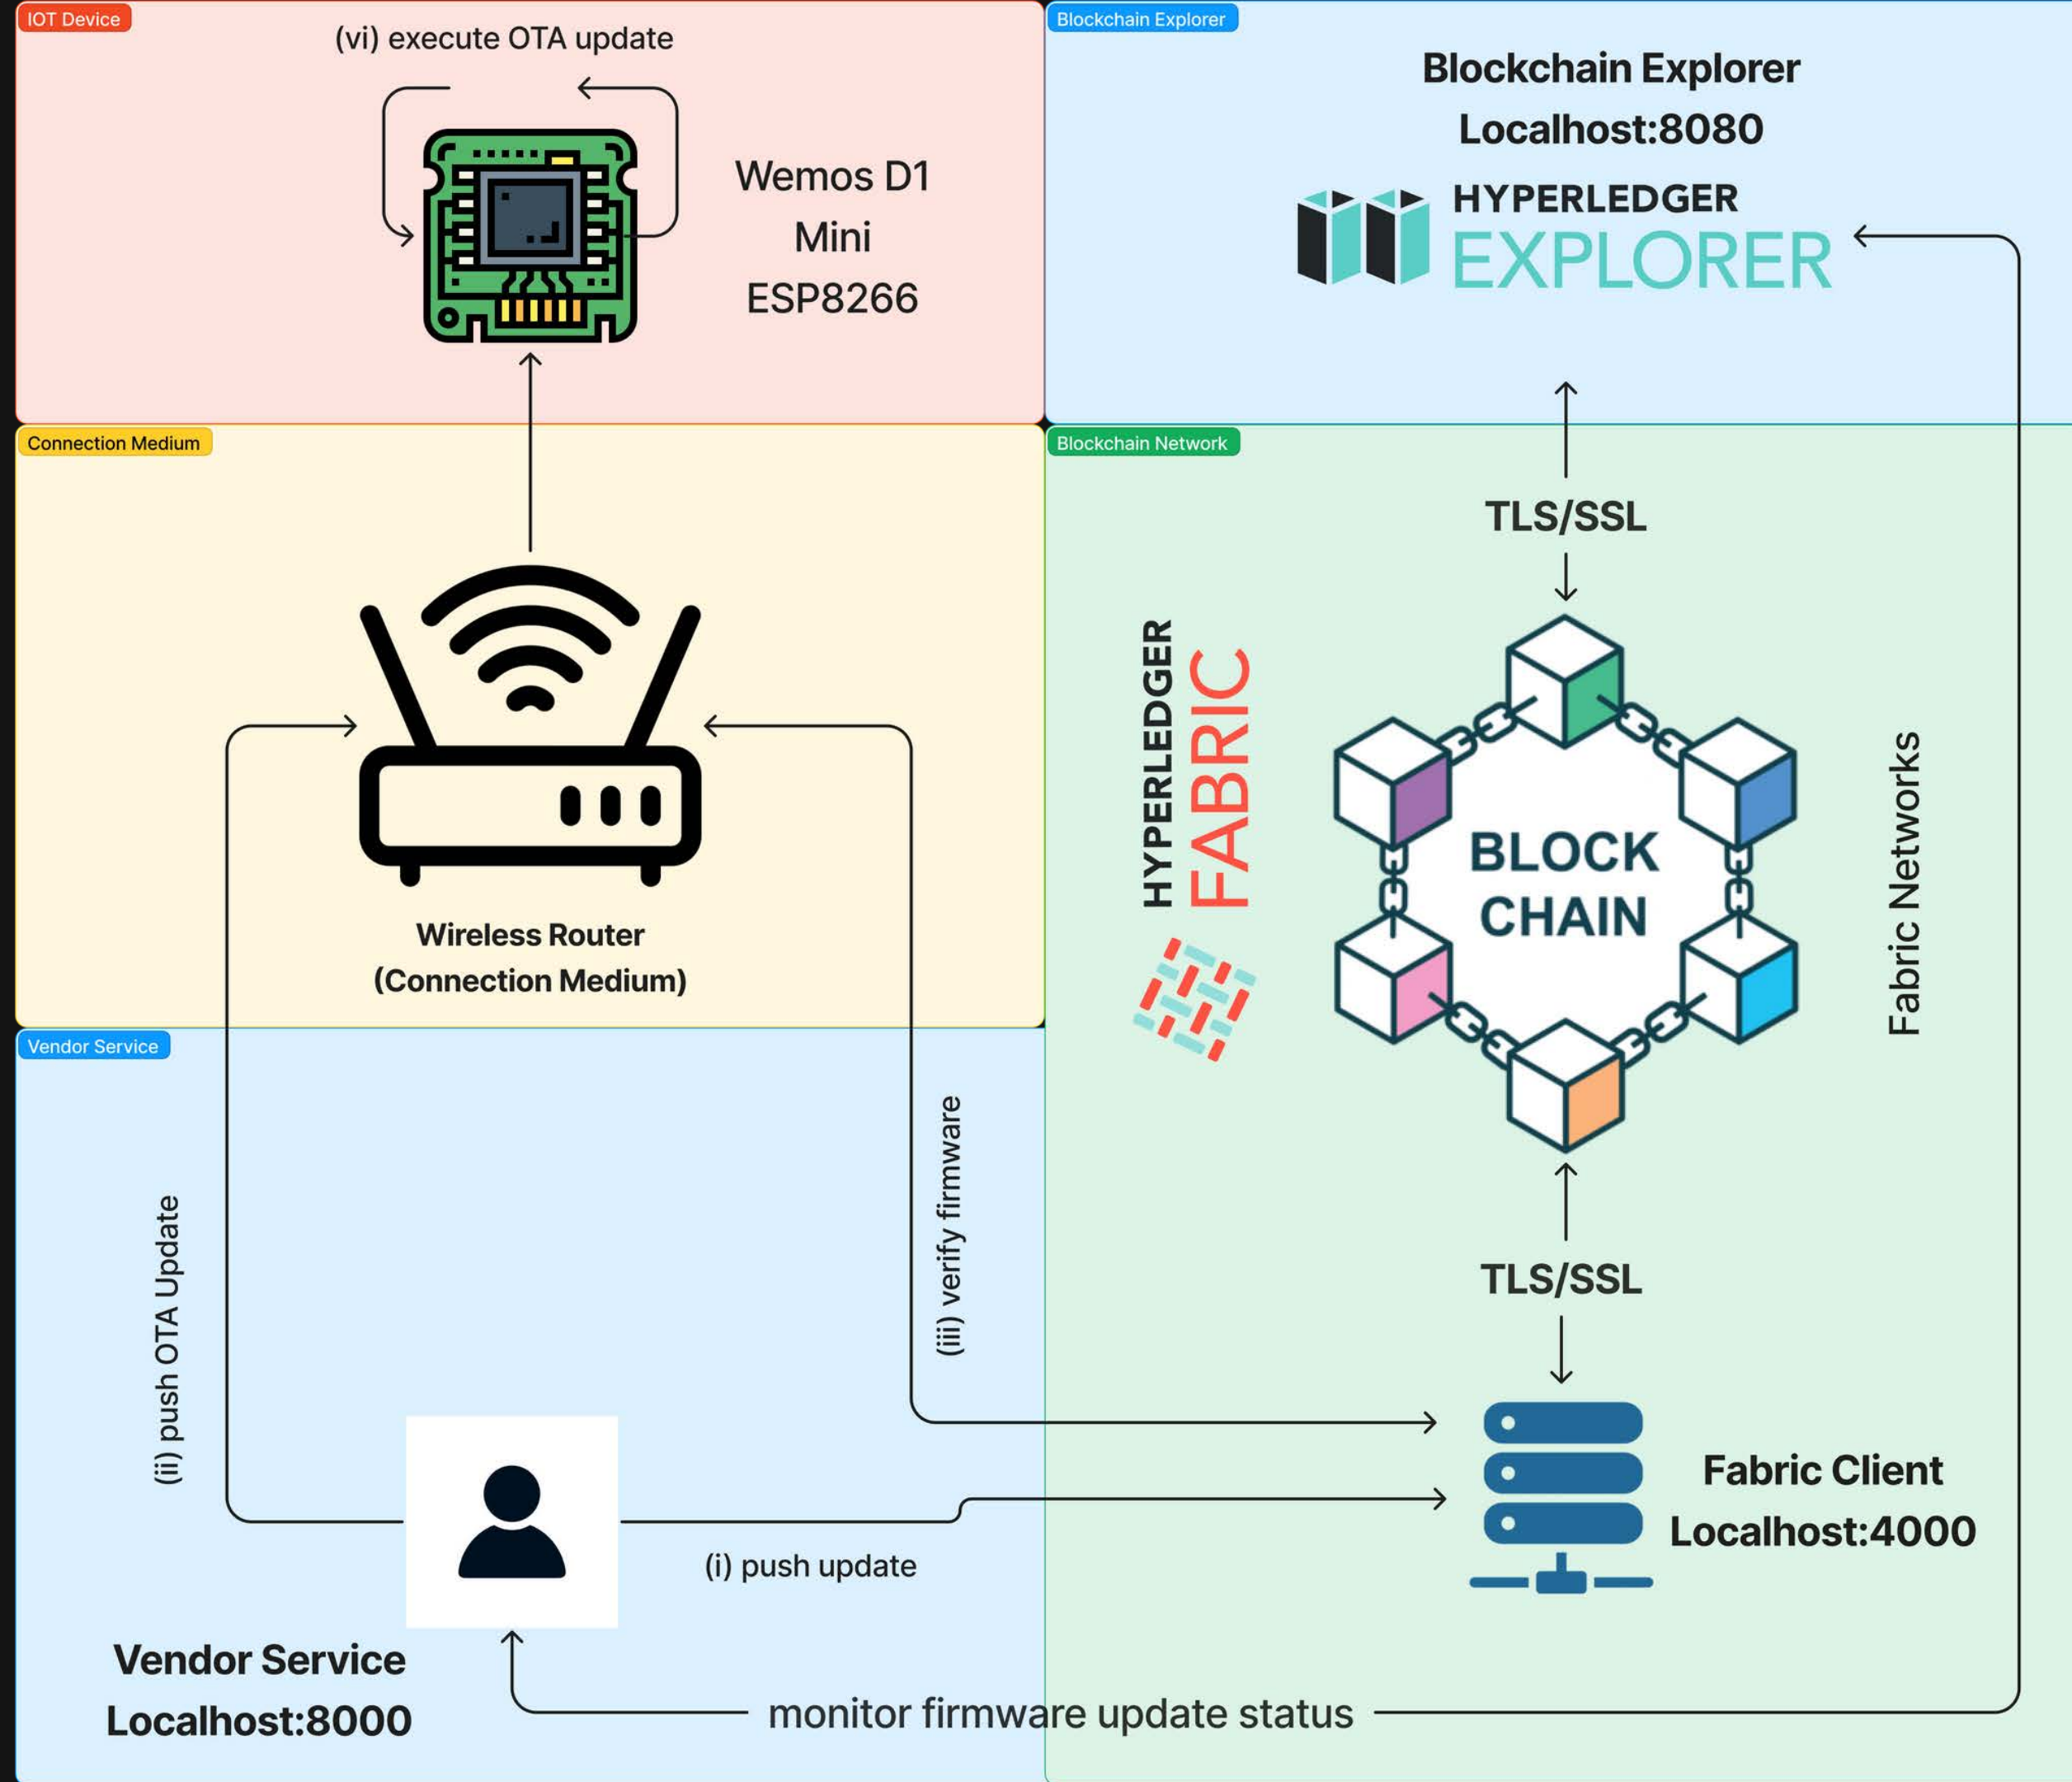 IOT Device
(vi) execute OTA update
Wemos D1
Mini
ESP8266
Blockchain Explorer
Blockchain Explorer
Localhost:8080
HYPERLEDGER
EXPLORER
Connection Medium
Wireless Router
(Connection Medium)
Blockchain Network
TLS/SSL
HYPERLEDGER
FABRIC
BLOCK
CHAIN
Fabric Networks
TLS/SSL
Fabric Client
Localhost:4000
Vendor Service
(ii) push OTA Update
(iii) verify firmware
(i) push update
Vendor Service
Localhost:8000
monitor firmware update status